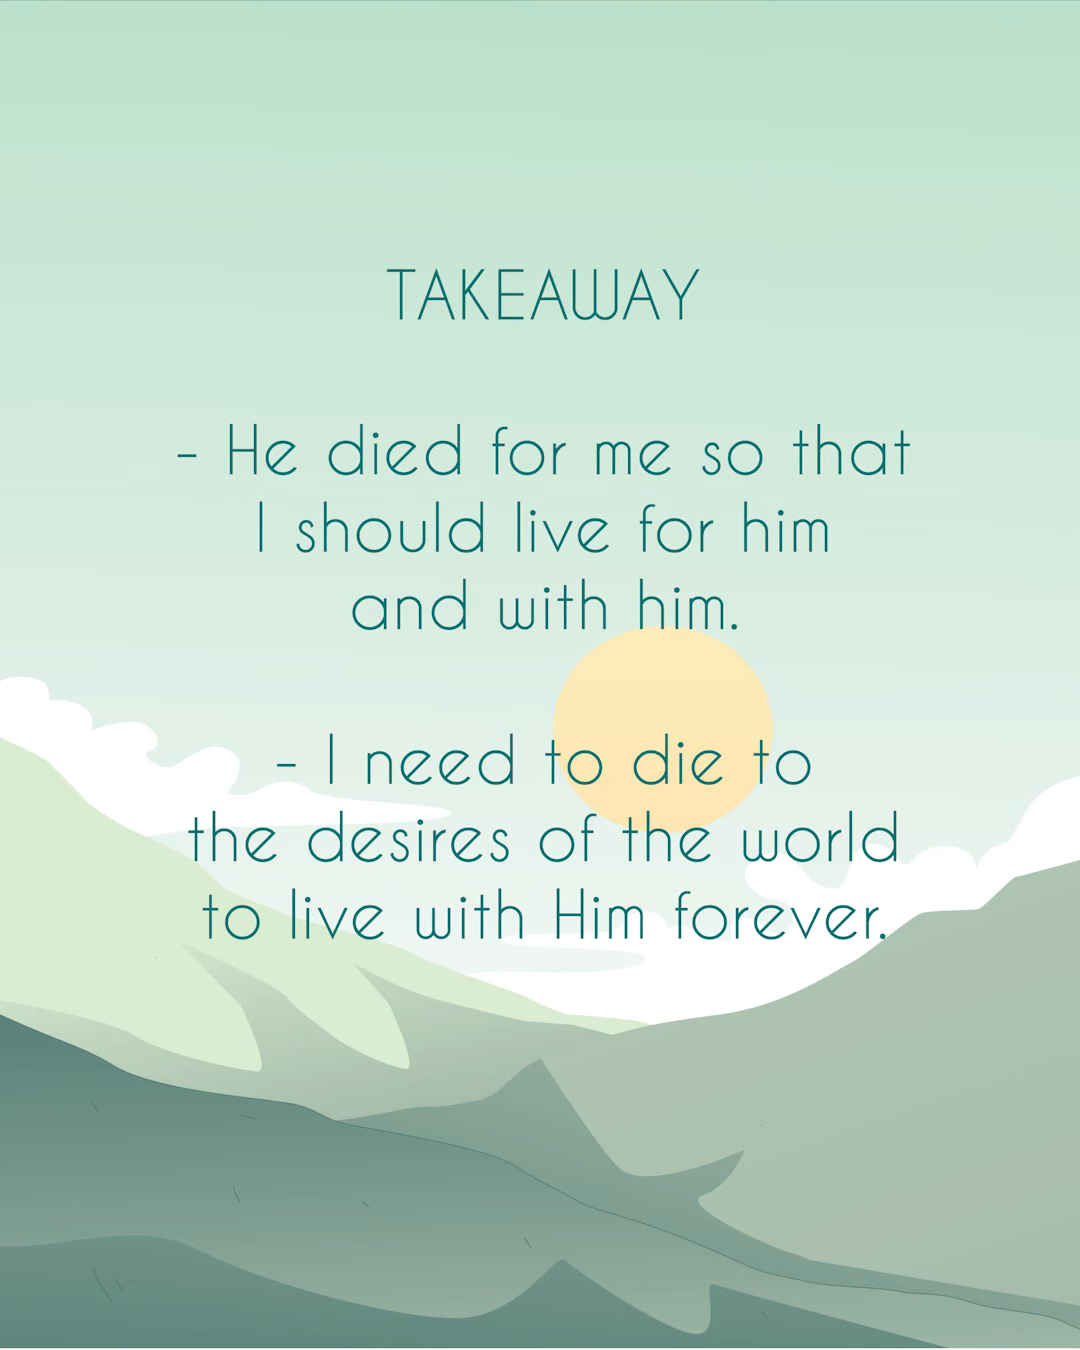 TAKEAWAY
- He died for me so that
I should live for him
and with him.
- I need to die to
the desires of the world
to live with Him forever.